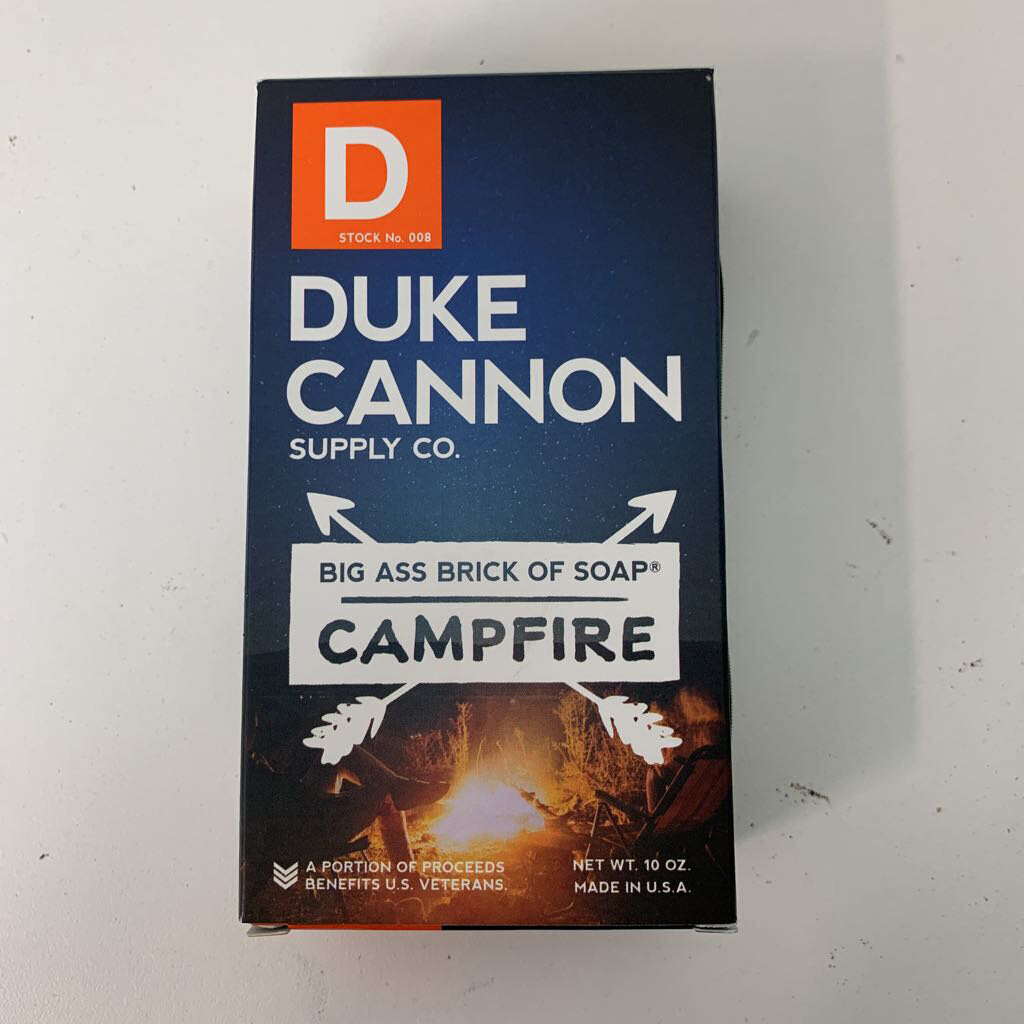 D
STOCK No. 008
DUKE
CANNON
SUPPLY CO.
BIG ASS BRICK OF SOAP®
CAMPFIRE
A PORTION OF PROCEEDS
BENEFITS U.S. VETERANS.
NET WT. 10 OZ.
MADE IN U.S.A.